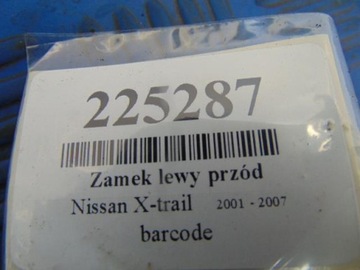 225287
Zamek lewy przód
Nissan X-trail 2001 - 2007
barcode